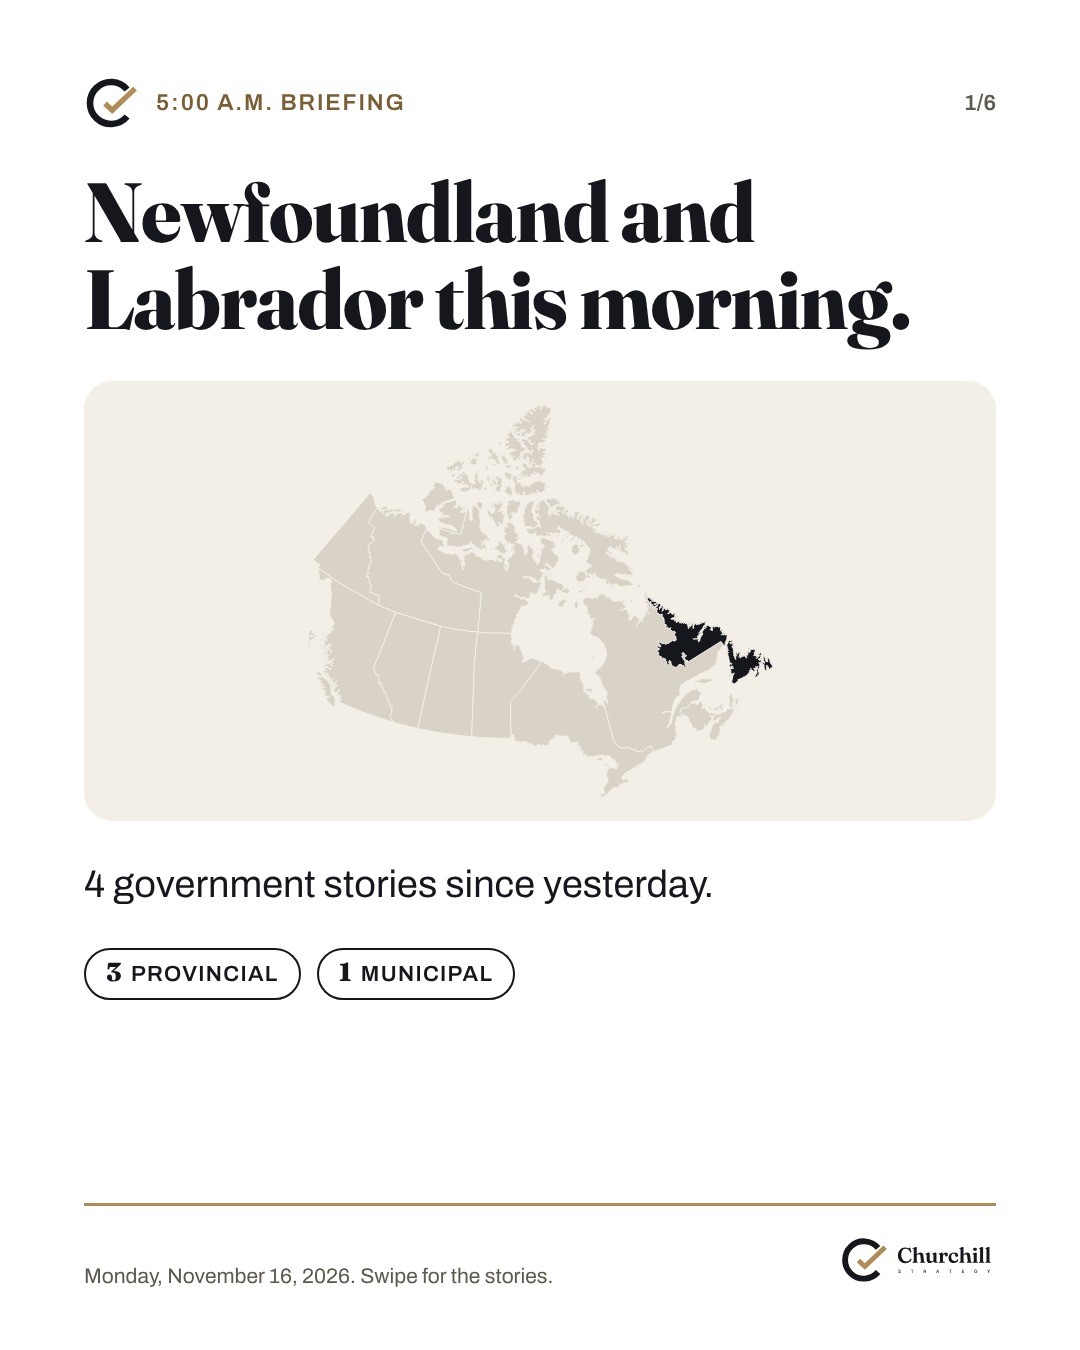 5:00 A.M. BRIEFING
1/6
Newfoundland and
Labrador this morning.
4 government stories since yesterday.
3 PROVINCIAL
1 MUNICIPAL
Monday, November 16, 2026. Swipe for the stories.
Churchill
STRATEGY